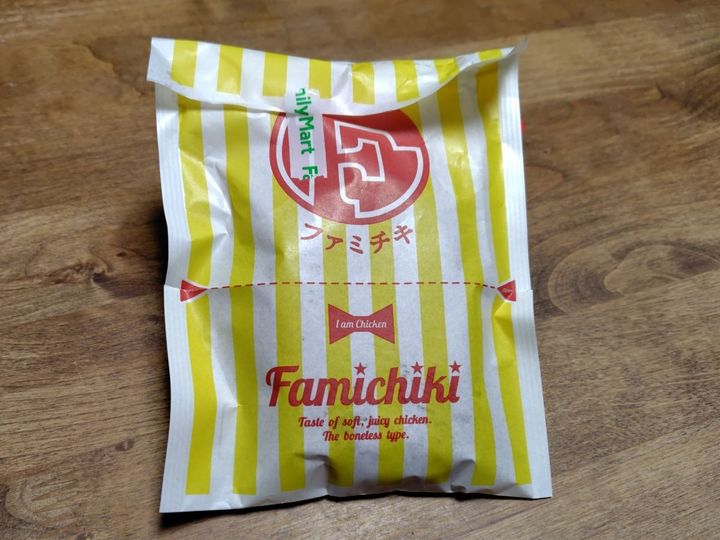 ilyMart
ファミチキ
I am Chicken
Famichiki
Taste of soft, juicy chicken.
The boneless type.